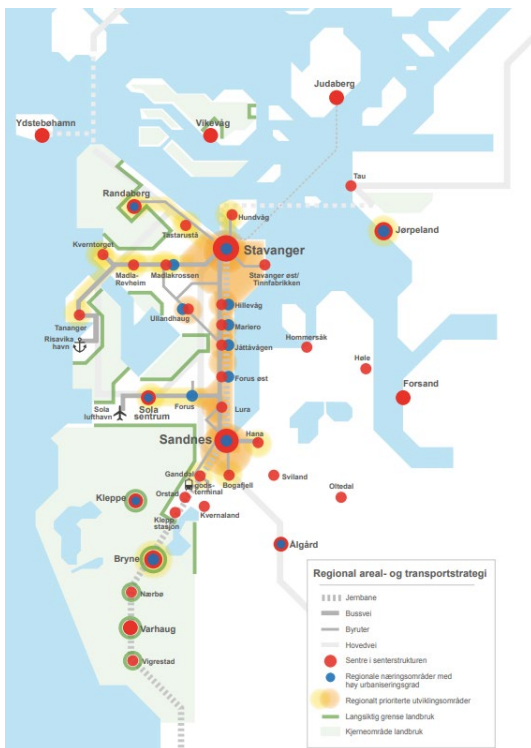 Judaberg
Ydstebøhamn
Vikevåg
Tau
Randaberg
Hundvåg
Jørpeland
Tastarustå
Stavanger
Kverntorget
Madla-
Revheim
Madlakrossen
Stavanger øst/
Tinnfabrikken
Ullandhaug
Hillevåg
Tananger
Mariero
Risavika
havn
Jåttåvågen
Hommersåk
Høle
Forus øst
Forsand
Sola
lufthavn
Sola
sentrum
Forus
Lura
Sandnes
Hana
Ganddal
gods-
terminal
Bogafjell
Sviland
Oltedal
Kleppe
Orstad
Klepp
stasjon
Kvernaland
Ålgård
Bryne
Nærbø
Varhaug
Vigrestad
Regional areal- og transportstrategi
Jernbane
Bussvei
Byruter
Hovedvei
Sentre i senterstrukturen
Regionale næringsområder med
høy urbaniseringsgrad
Regionalt prioriterte utviklingsområder
Langsiktig grense landbruk
Kjerneområde landbruk